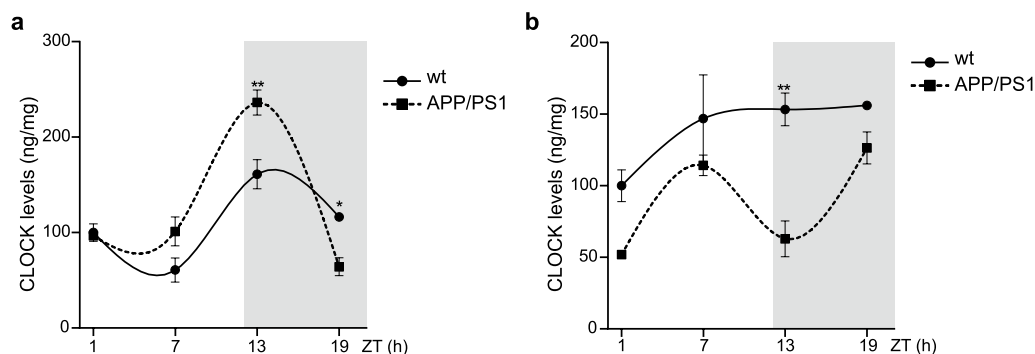 a
CLOCK levels (ng/mg)
300
200
100
0
**
*
1 7 13 19 ZT (h)
wt
APP/PS1
b
CLOCK levels (ng/mg)
200
150
100
50
0
**
1 7 13 19 ZT (h)
wt
APP/PS1